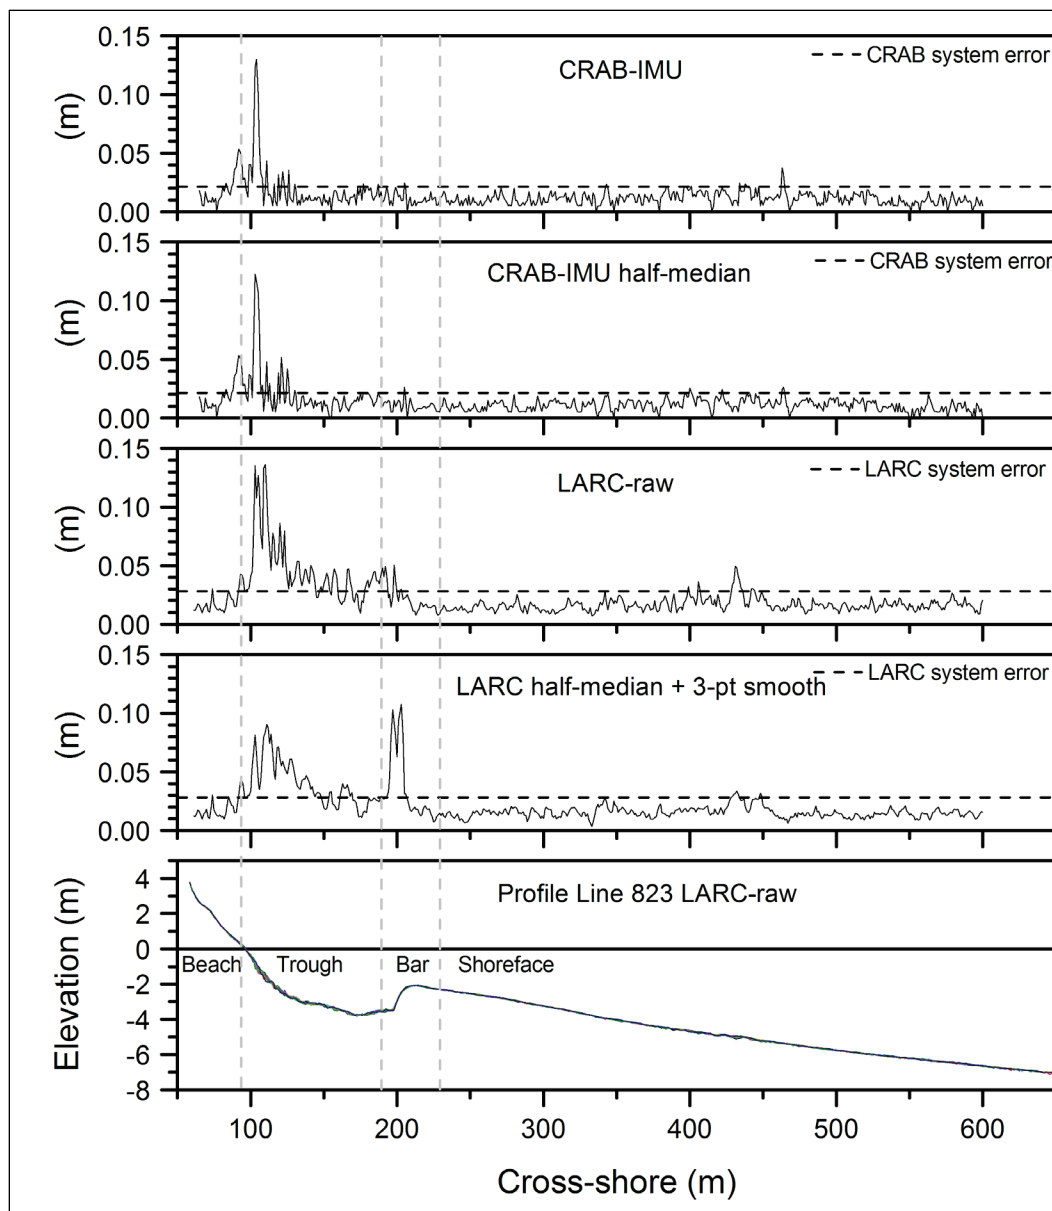 0.15
0.10
0.05
0.00
(m)
CRAB-IMU
CRAB system error
0.15
0.10
0.05
0.00
(m)
CRAB-IMU half-median
CRAB system error
0.15
0.10
0.05
0.00
(m)
LARC-raw
LARC system error
0.15
0.10
0.05
0.00
(m)
LARC half-median + 3-pt smooth
LARC system error
4
2
0
-2
-4
-6
-8
Elevation (m)
Profile Line 823 LARC-raw
Beach Trough Bar Shoreface
100 200 300 400 500 600
Cross-shore (m)